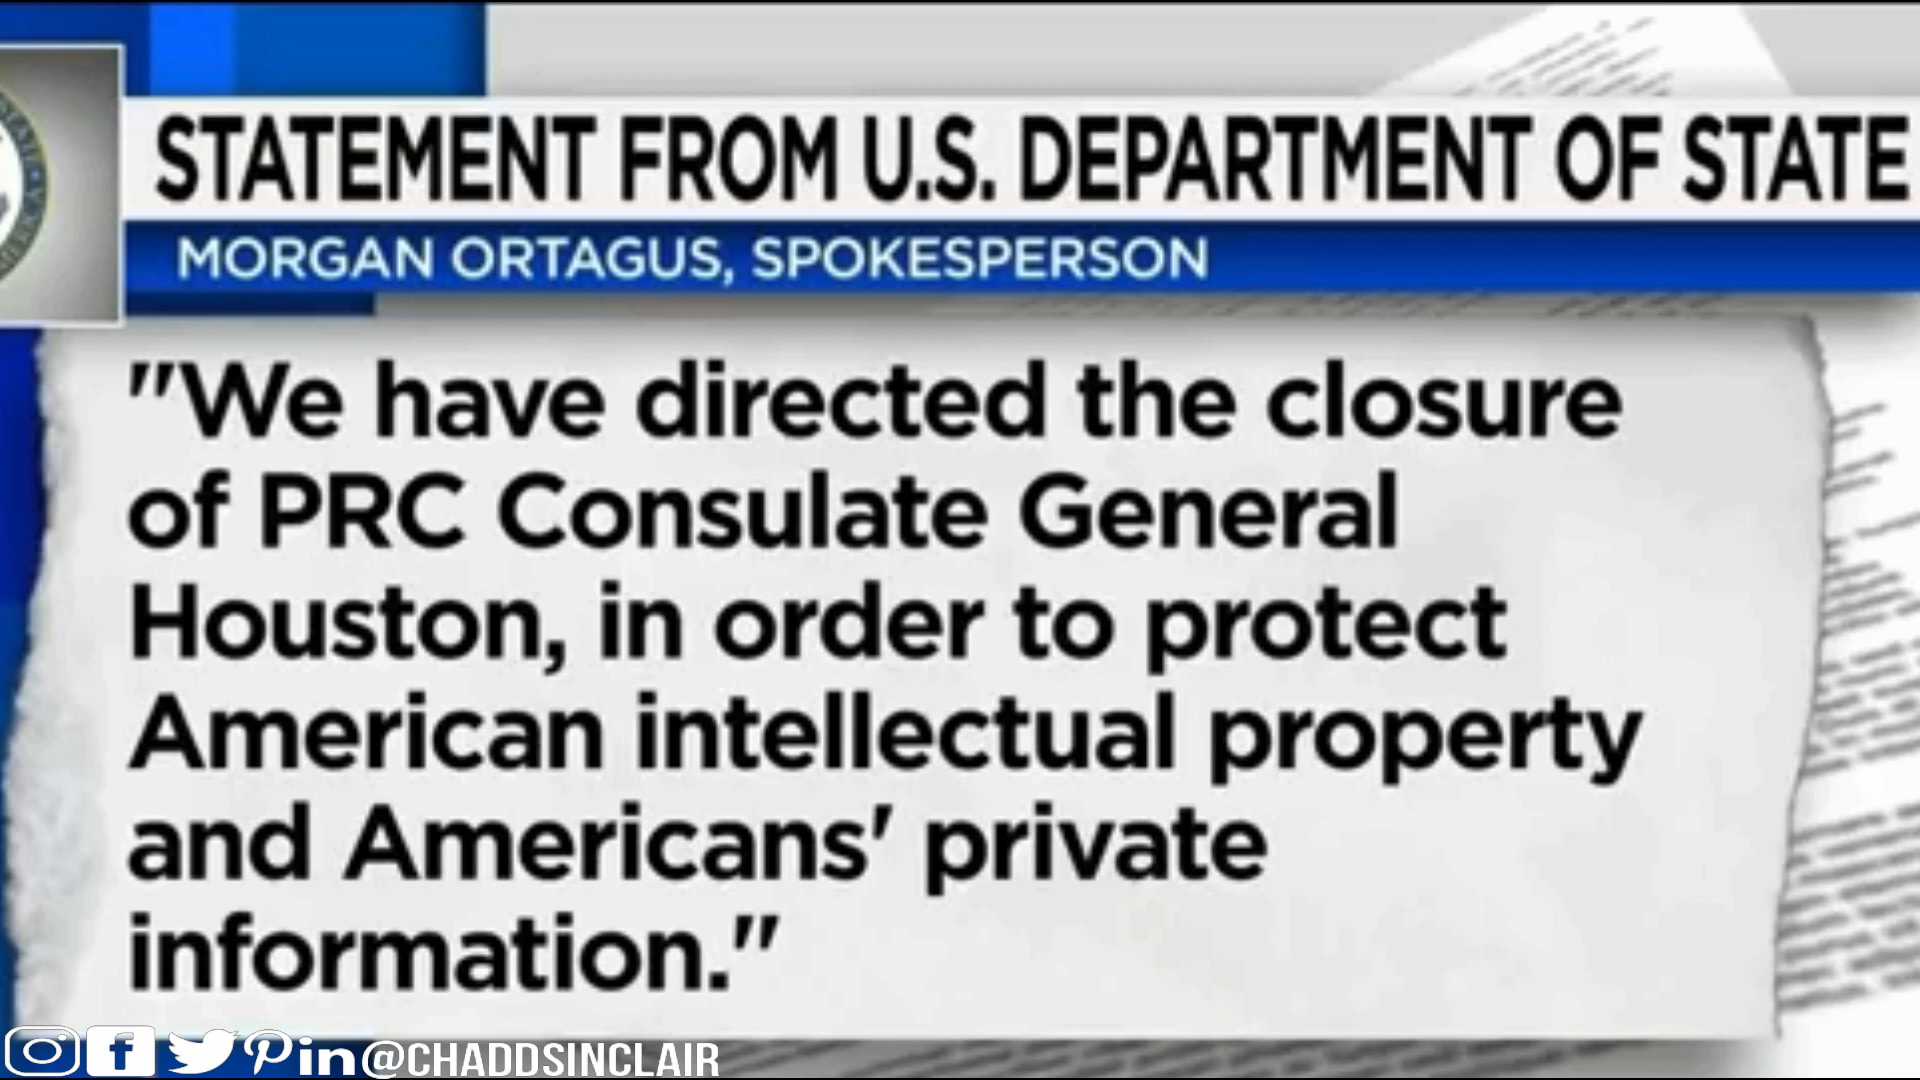 STATEMENT FROM U.S. DEPARTMENT OF STATE
MORGAN ORTAGUS, SPOKESPERSON
"We have directed the closure
of PRC Consulate General
Houston, in order to protect
American intellectual property
and Americans' private
information."
@CHADDSINCLAIR